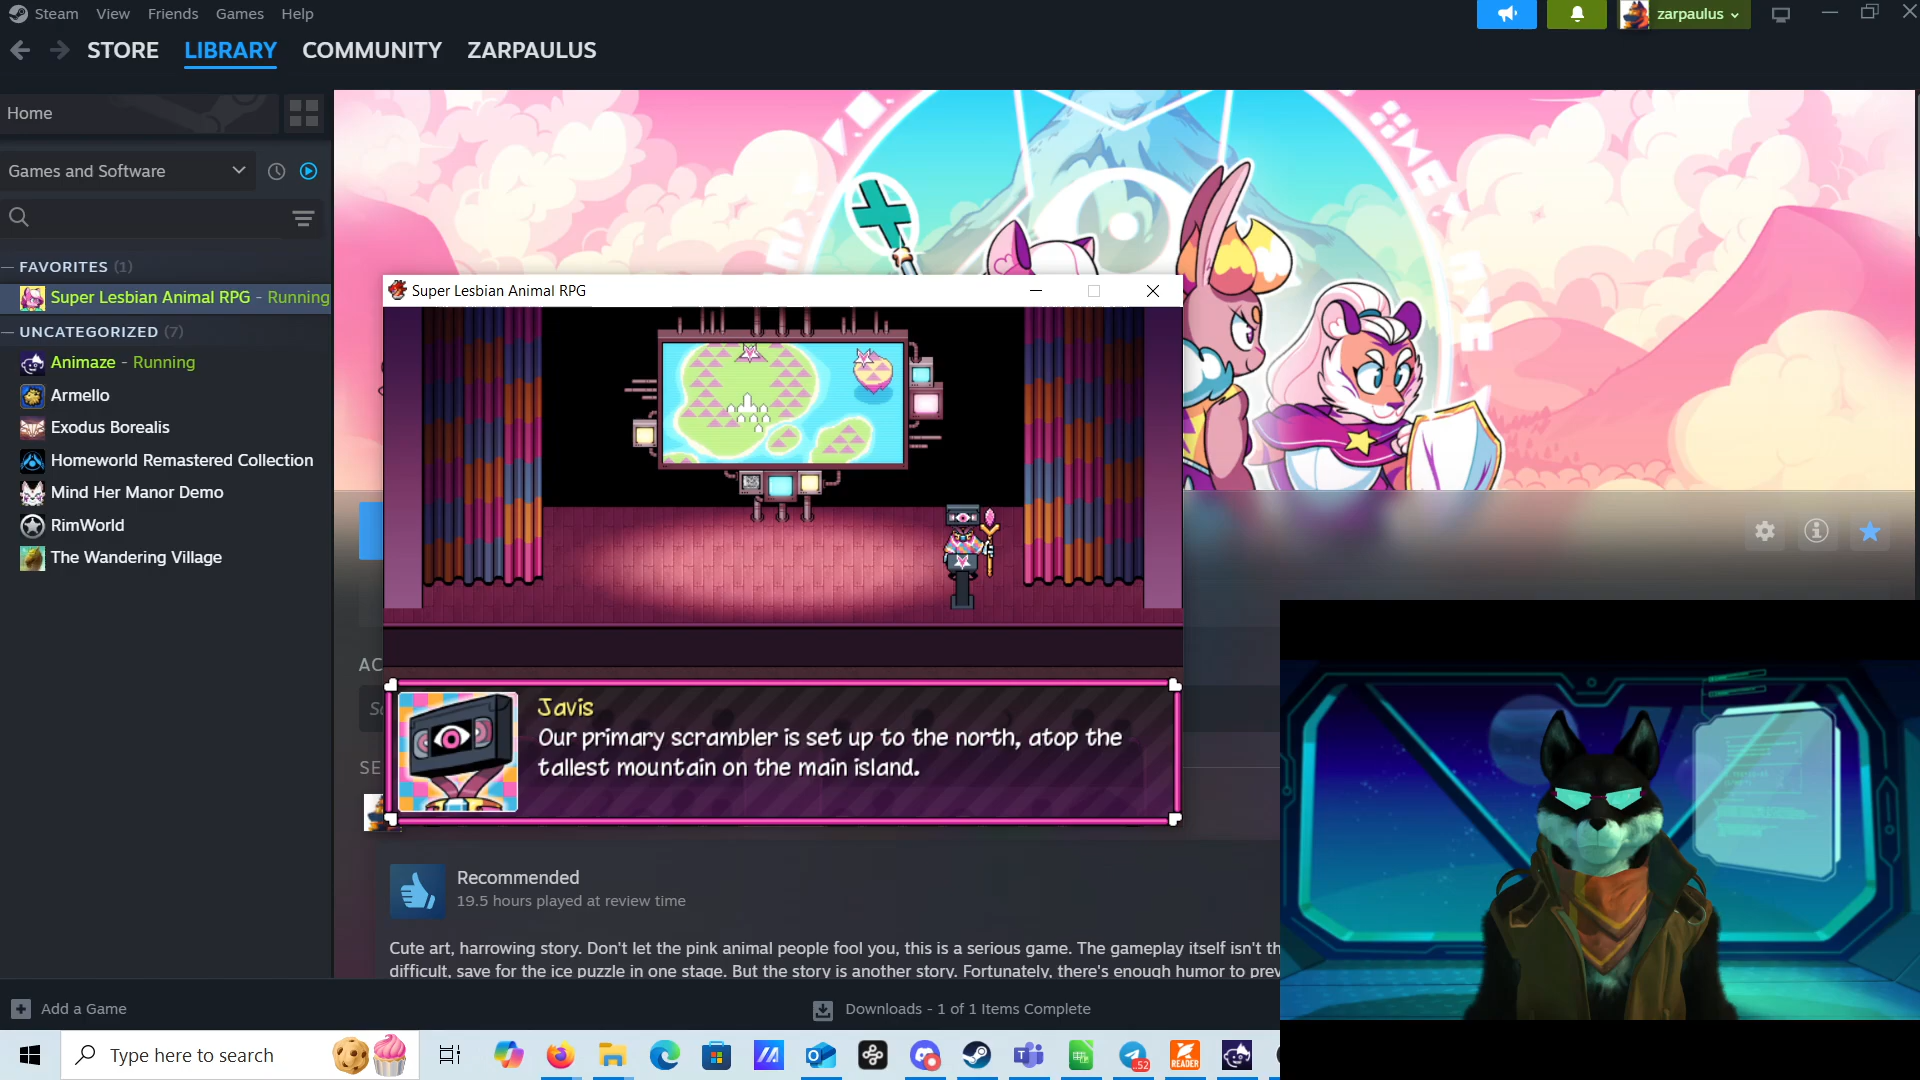 Steam View Friends Games Help
zarpaulus
STORE LIBRARY COMMUNITY ZARPAULUS
Home
Games and Software
FAVORITES (1)
Super Lesbian Animal RPG - Running
UNCATEGORIZED (7)
Animaze - Running
Armello
Exodus Borealis
Homeworld Remastered Collection
Mind Her Manor Demo
RimWorld
The Wandering Village
Super Lesbian Animal RPG
Javis
Our primary scrambler is set up to the north, atop the
tallest mountain on the main island.
AC
SE
Recommended
19.5 hours played at review time
Cute art, harrowing story. Don't let the pink animal people fool you, this is a serious game. The gameplay itself isn't th
difficult, save for the ice puzzle in one stage. But the story is another story. Fortunately, there's enough humor to prev
Add a Game
Downloads - 1 of 1 Items Complete
Type here to search
52
READER